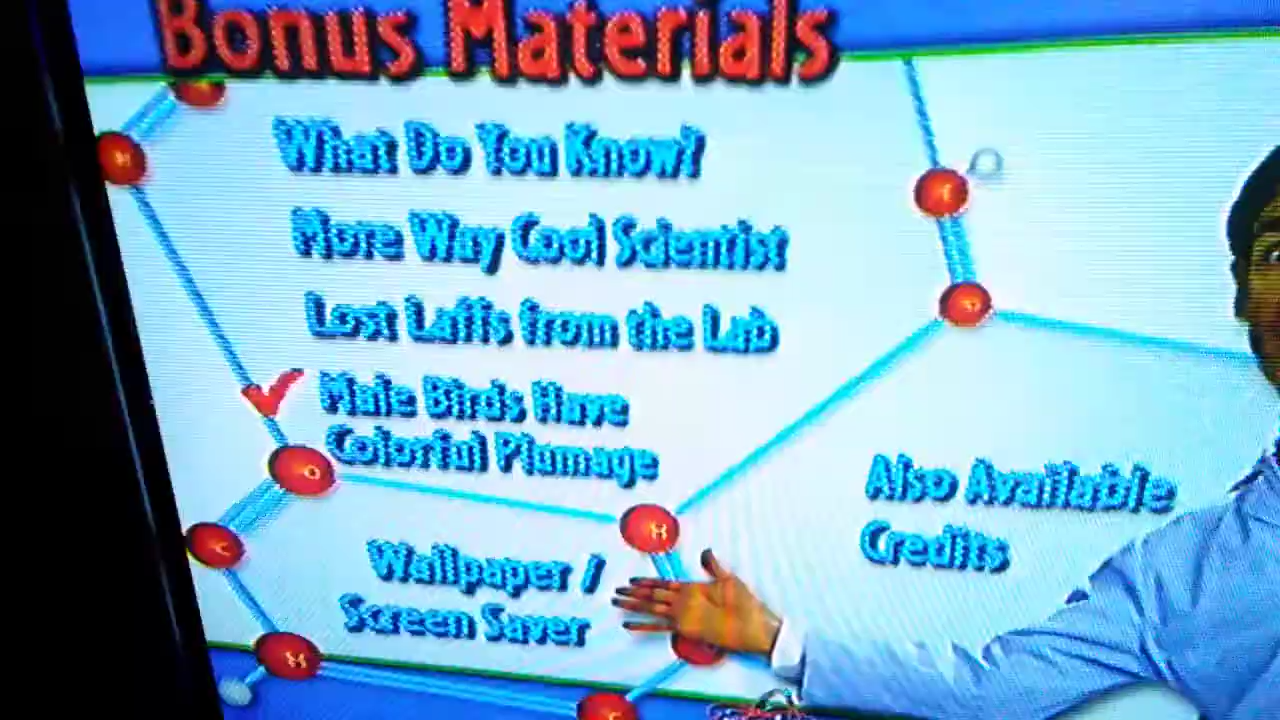 Bonus Materials
What Do You Know?
More Way Cool Scientist
Lost Laffs from the Lab
Male Birds Have
Colorful Plumage
Also Available
Credits
Wallpaper /
Screen Saver
H
O
C
H
H
C